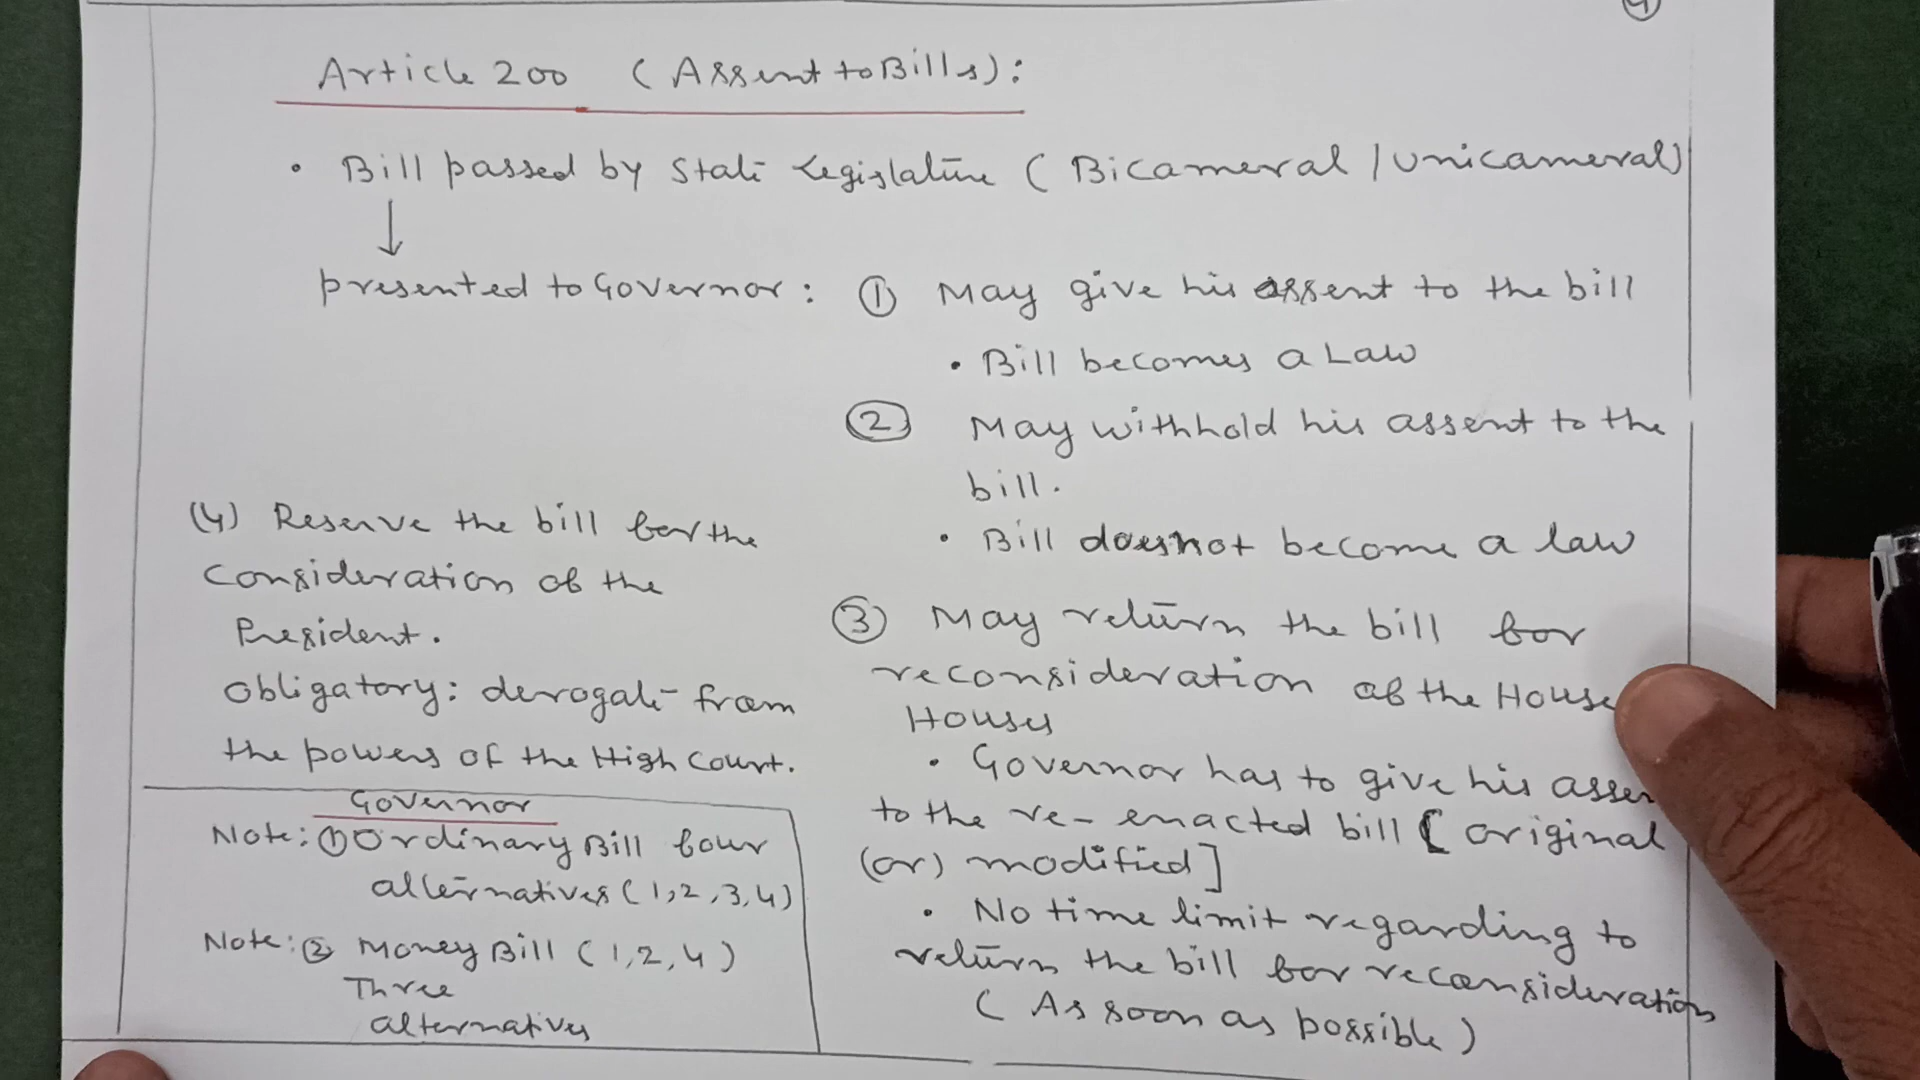 4
Article 200 (Assent to Bills):
• Bill passed by State Legislature (Bicameral / Unicameral)
↓
presented to Governor: ① May give his assent to the bill
• Bill becomes a Law
② May withhold his assent to the
bill.
• Bill does not become a law
③ May return the bill for
reconsideration of the House
Houses
• Governor has to give his assen
to the re-enacted bill [original
(or) modified]
• No time limit regarding to
return the bill for reconsideration
(As soon as possible)
(4) Reserve the bill for the
Consideration of the
President.
Obligatory: derogate from
the powers of the High Court.
Governor
Note: ① Ordinary Bill four
alternatives (1,2,3,4)
Note: ② Money Bill (1,2,4)
Three
alternatives